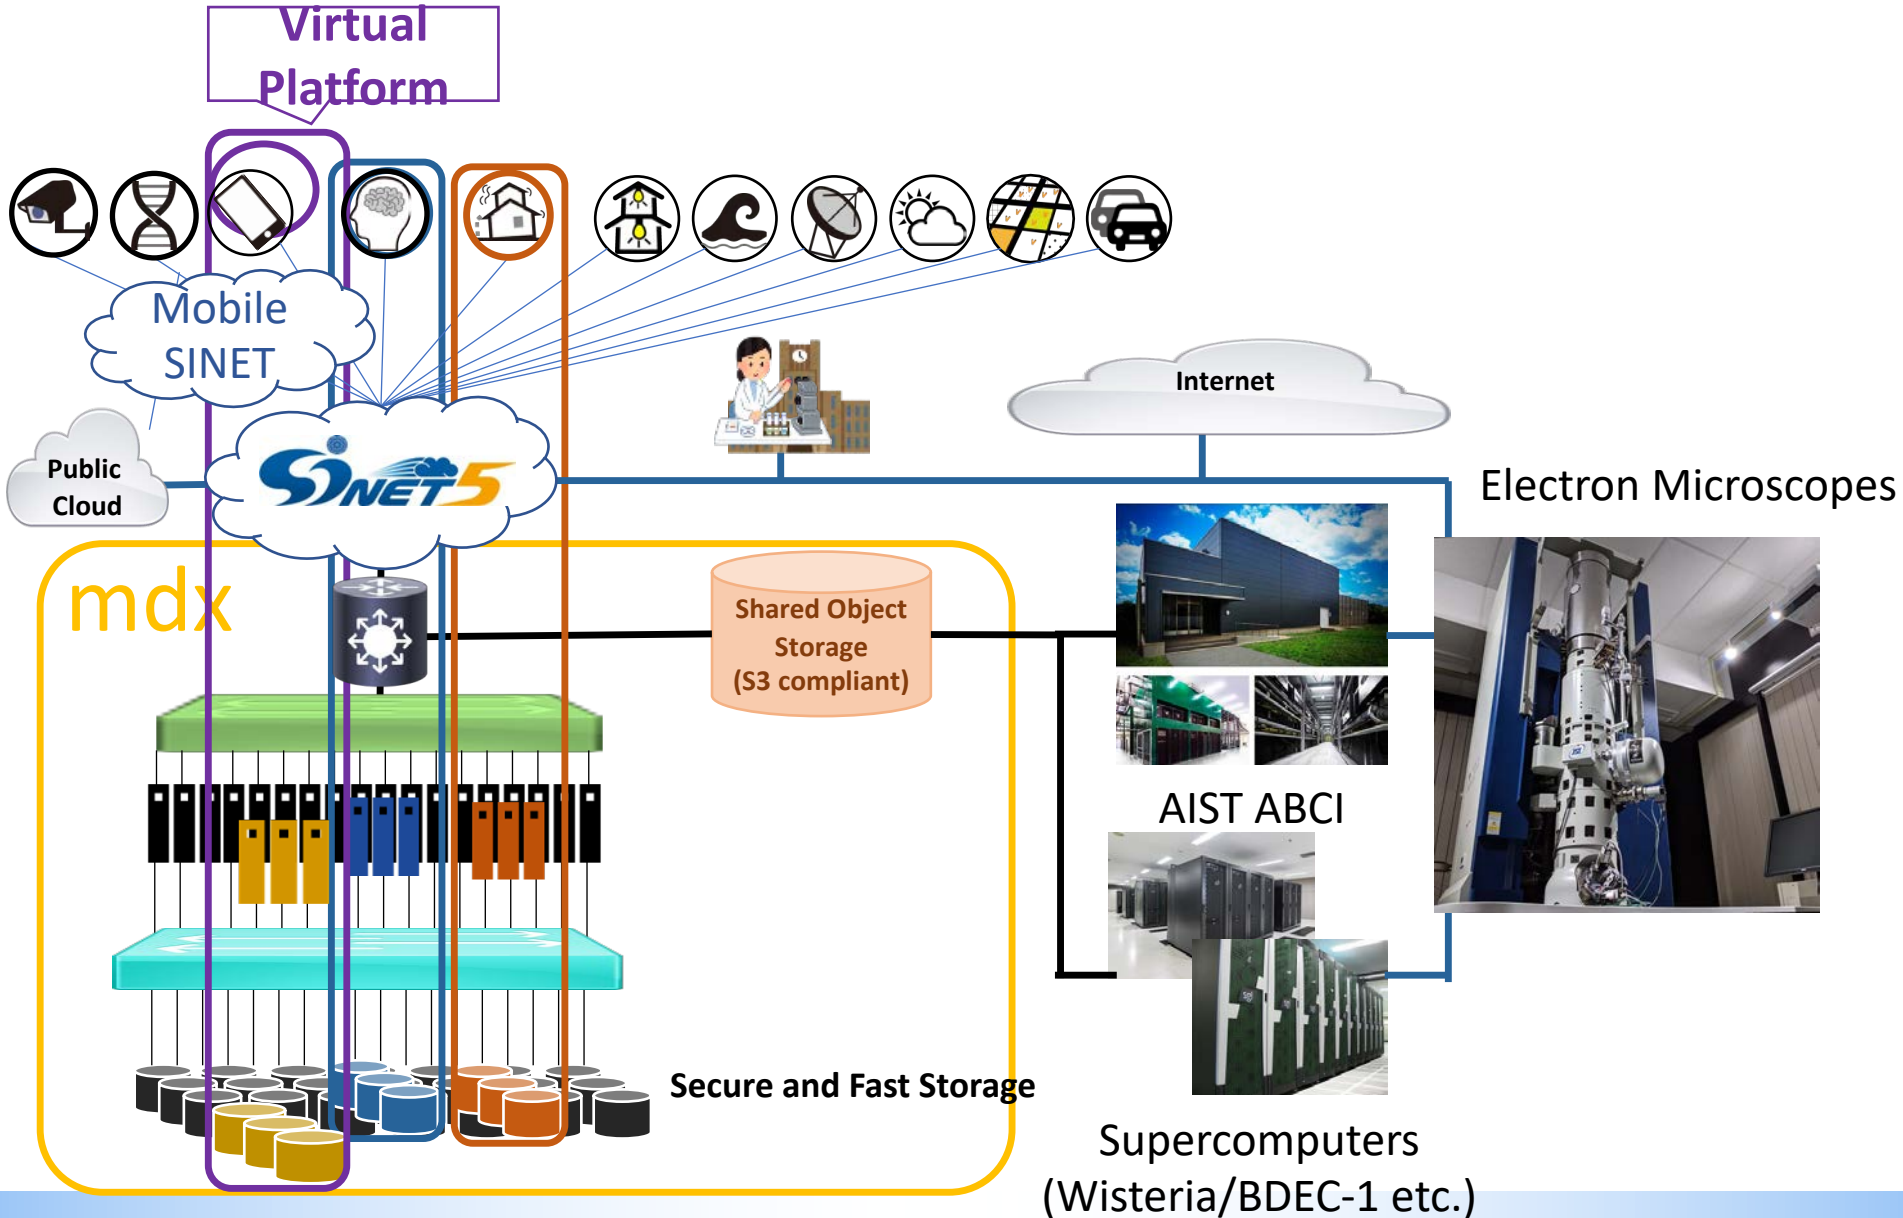 Virtual
Platform
Mobile
SINET
Internet
Public
Cloud
SINET5
Electron Microscopes
mdx
Shared Object
Storage
(S3 compliant)
AIST ABCI
Secure and Fast Storage
Supercomputers
(Wisteria/BDEC-1 etc.)